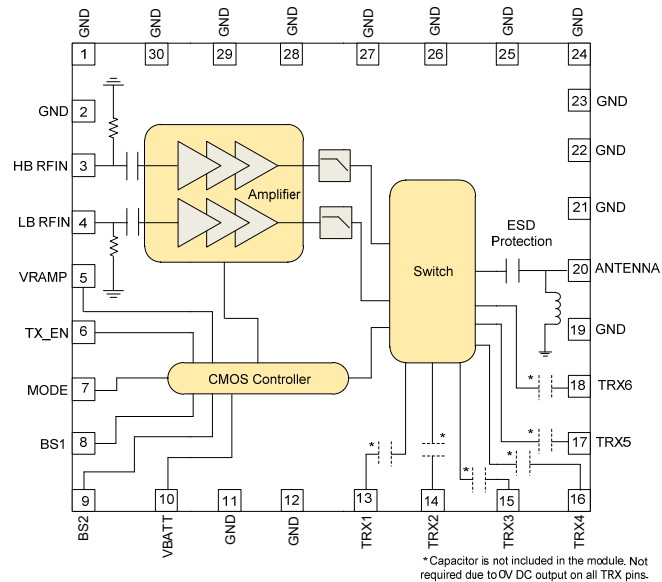 GND
GND
GND
GND
GND
GND
GND
GND
1
30
29
28
27
26
25
24
GND
2
23
GND
HB RFIN
3
22
GND
Amplifier
LB RFIN
4
21
GND
ESD
Protection
VRAMP
5
Switch
20
ANTENNA
TX_EN
6
19
GND
MODE
7
CMOS Controller
18
TRX6
*
BS1
8
17
TRX5
*
*
*
*
*
9
10
11
12
13
14
15
16
BS2
VBATT
GND
GND
TRX1
TRX2
TRX3
TRX4
*Capacitor is not included in the module. Not
required due to 0V DC output on all TRX pins.